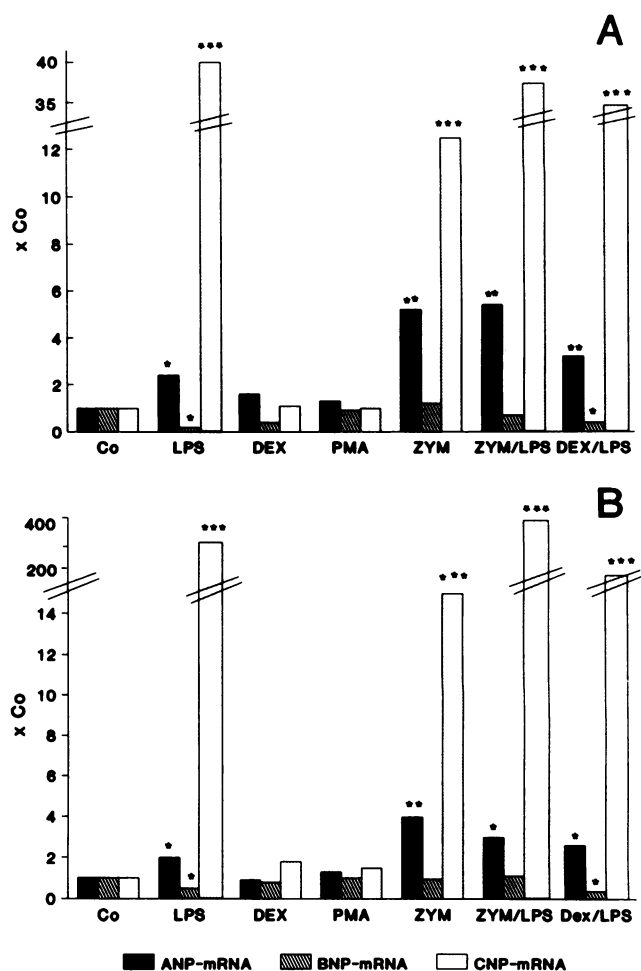 A
40
35
12
10
8
6
4
2
0
x Co
*** *** *** *** ** ** ** * * *
Co LPS DEX PMA ZYM ZYM/LPS DEX/LPS
B
400
200
14
12
10
8
6
4
2
0
x Co
*** *** *** *** ** * * * * *
Co LPS DEX PMA ZYM ZYM/LPS Dex/LPS
ANP-mRNA BNP-mRNA CNP-mRNA